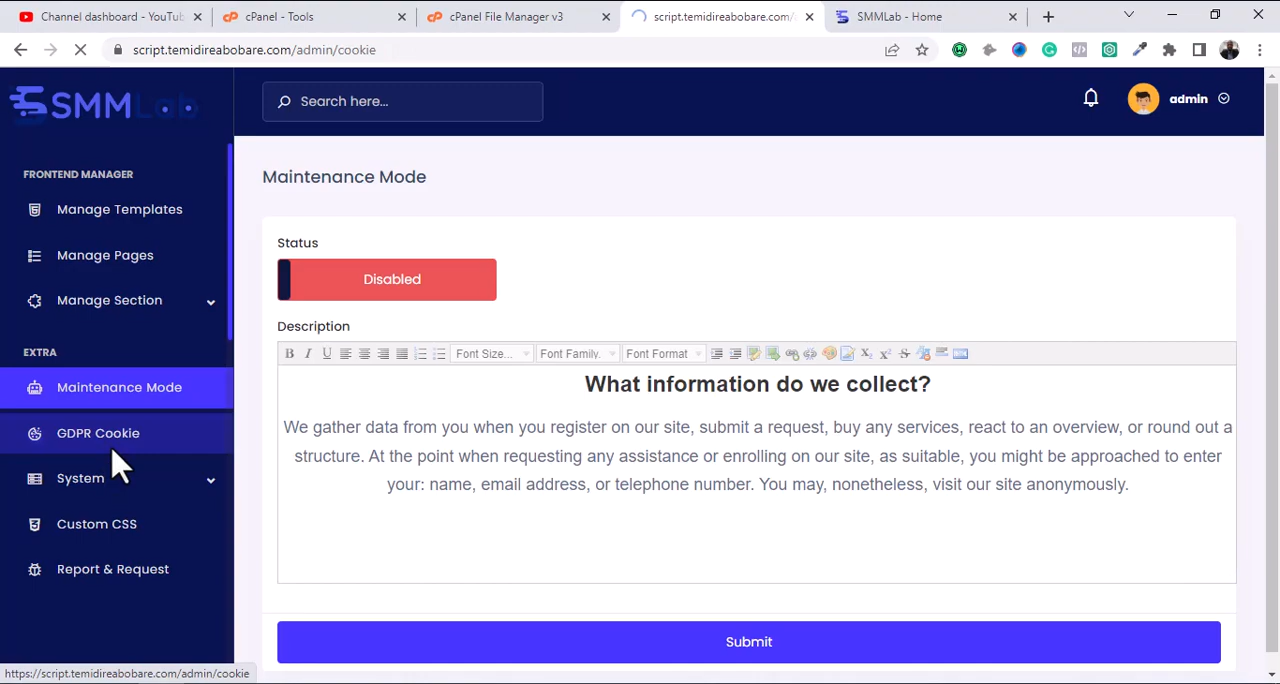 Channel dashboard - YouTu
cPanel - Tools
cPanel File Manager v3
script.temidireabobare.com/admin/
SMMLab - Home
script.temidireabobare.com/admin/cookie
SMMLab
Search here...
admin
FRONTEND MANAGER
Manage Templates
Manage Pages
Manage Section
EXTRA
Maintenance Mode
GDPR Cookie
System
Custom CSS
Report & Request
Maintenance Mode
Status
Disabled
Description
B I U Font Size... Font Family. Font Format
What information do we collect?
We gather data from you when you register on our site, submit a request, buy any services, react to an overview, or round out a
structure. At the point when requesting any assistance or enrolling on our site, as suitable, you might be approached to enter
your: name, email address, or telephone number. You may, nonetheless, visit our site anonymously.
Submit
https://script.temidireabobare.com/admin/cookie